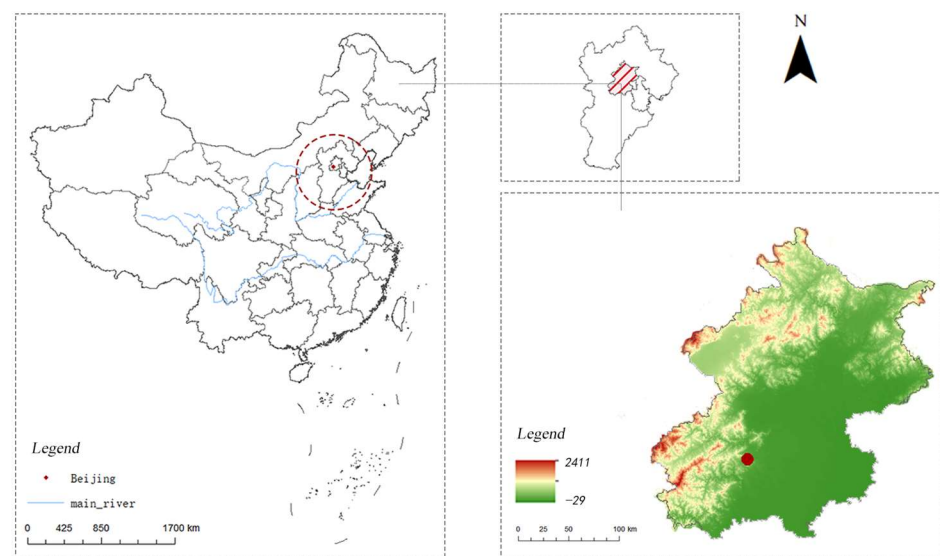 N
Legend
Beijing
main_river
0 425 850 1700 km
Legend
2411
-29
0 25 50 100 km